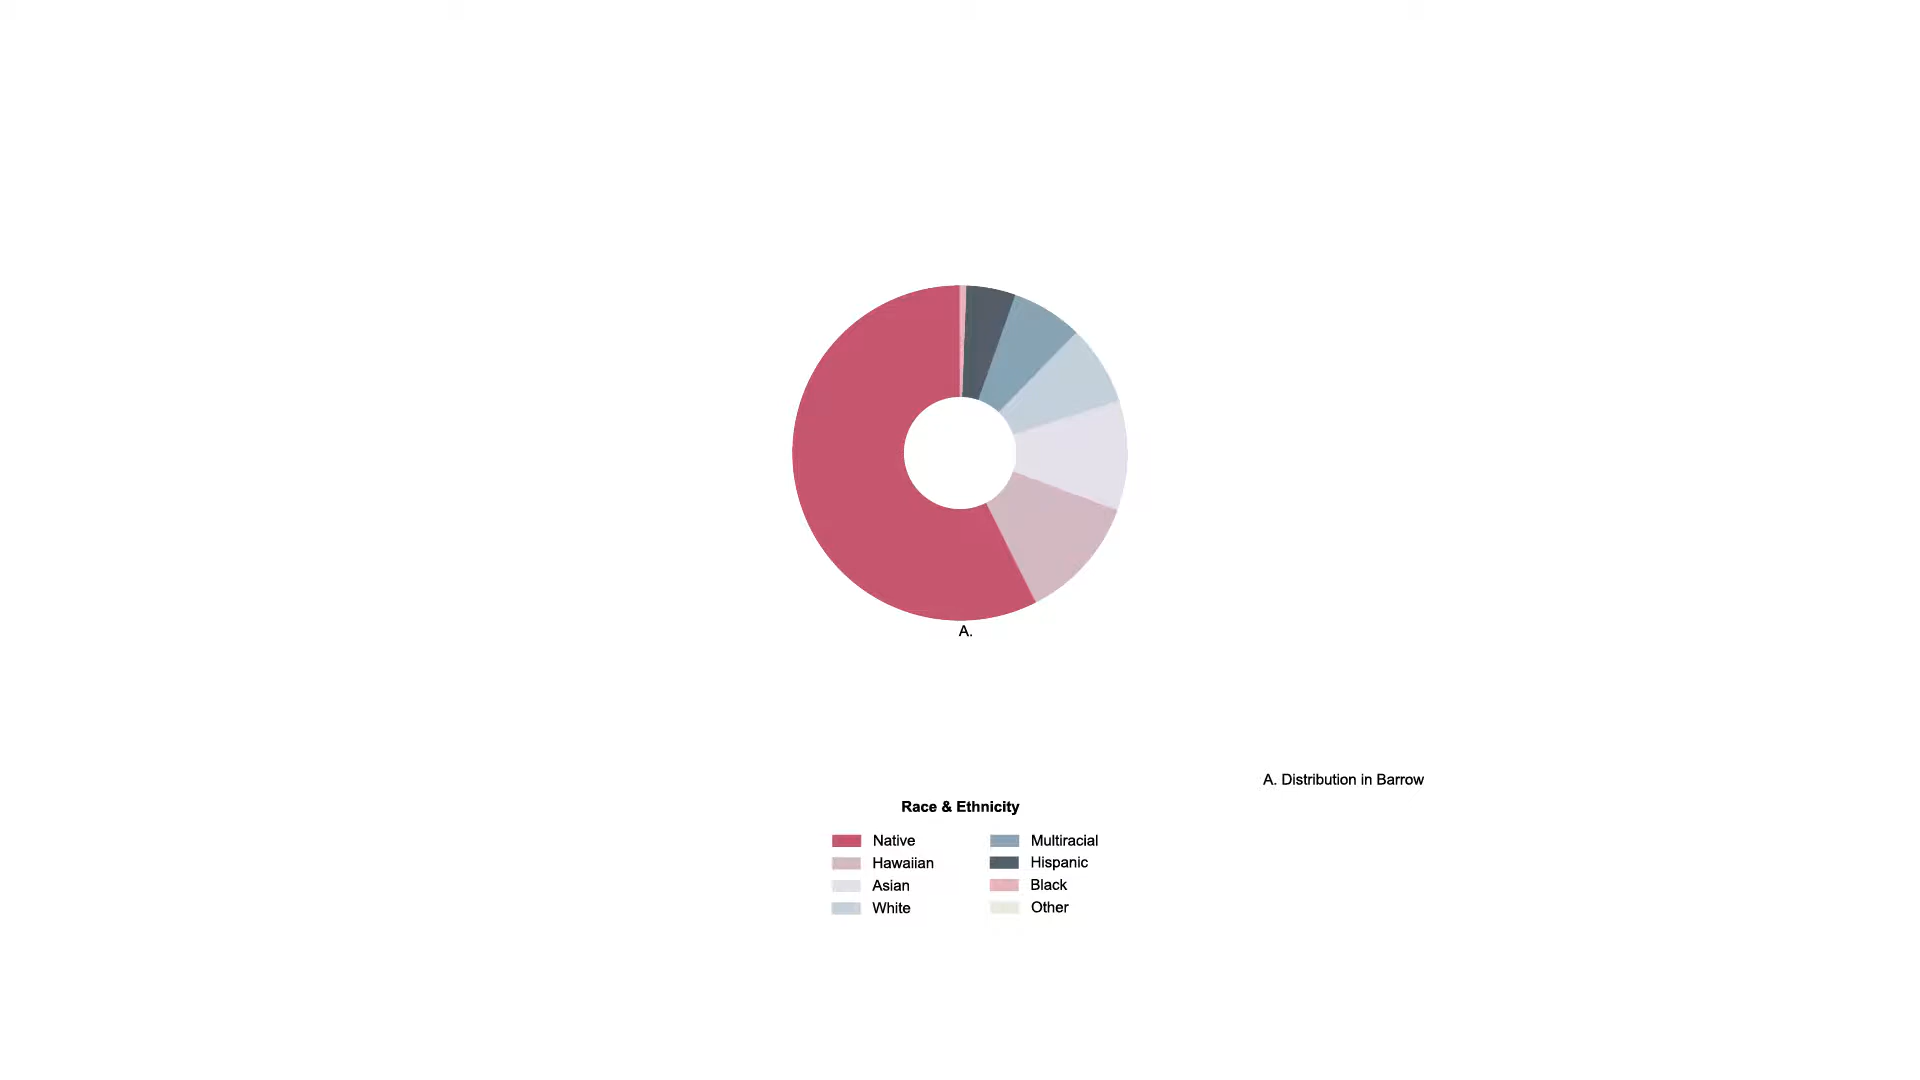 A.
A. Distribution in Barrow
Race & Ethnicity
Native
Multiracial
Hawaiian
Hispanic
Asian
Black
White
Other